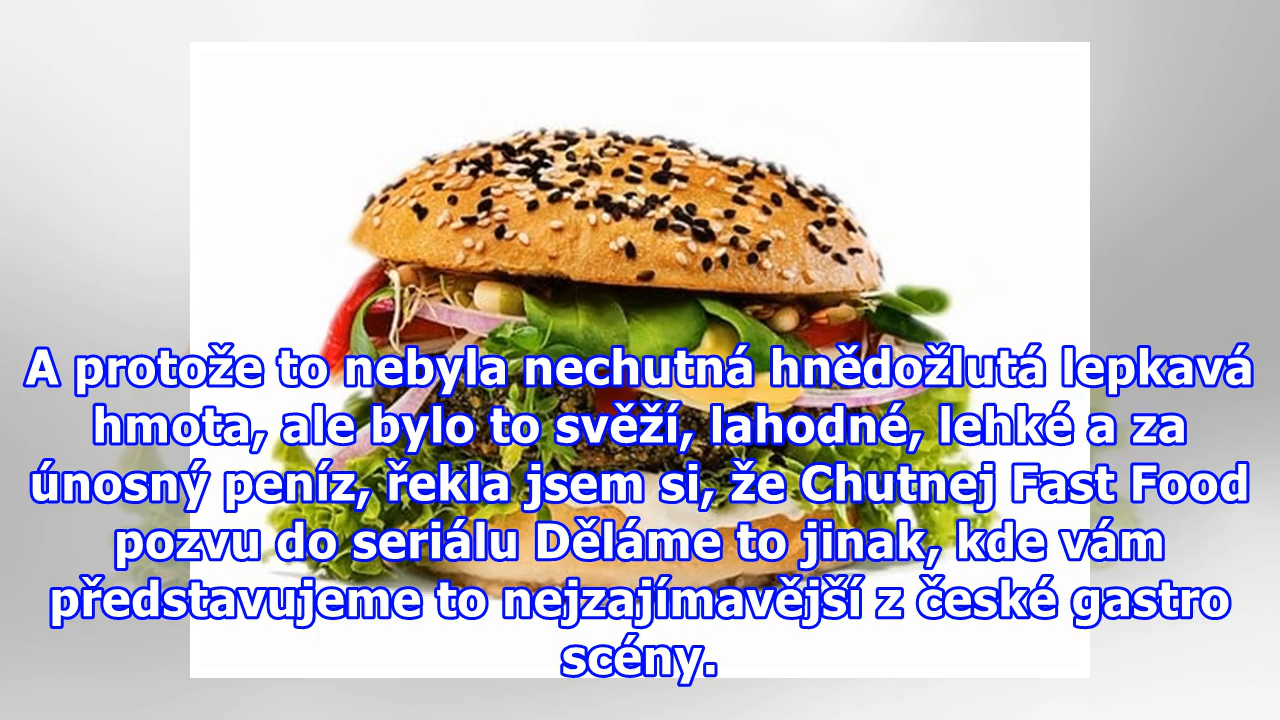 A protože to nebyla nechutná hnědožlutá lepkavá
hmota, ale bylo to svěží, lahodné, lehké a za
únosný peníz, řekla jsem si, že Chutnej Fast Food
pozvu do seriálu Děláme to jinak, kde vám
představujeme to nejzajímavější z české gastro
scény.